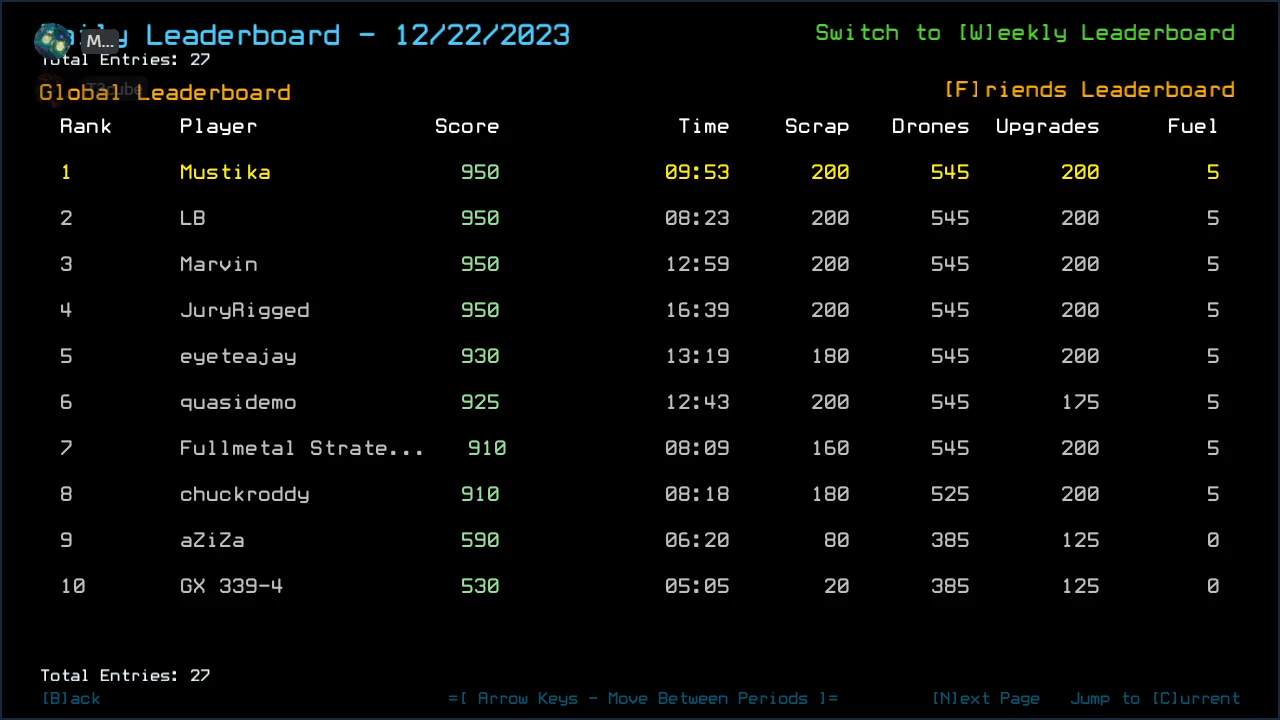 Daily Leaderboard - 12/22/2023
Switch to [W]eekly Leaderboard
M...
Total Entries: 27
T3cube
Global Leaderboard
[F]riends Leaderboard
Rank Player Score Time Scrap Drones Upgrades Fuel
1 Mustika 950 09:53 200 545 200 5
2 LB 950 08:23 200 545 200 5
3 Marvin 950 12:59 200 545 200 5
4 JuryRigged 950 16:39 200 545 200 5
5 eyeteajay 930 13:19 180 545 200 5
6 quasidemo 925 12:43 200 545 175 5
7 Fullmetal Strate... 910 08:09 160 545 200 5
8 chuckroddy 910 08:18 180 525 200 5
9 aZiZa 590 06:20 80 385 125 0
10 GX 339-4 530 05:05 20 385 125 0
Total Entries: 27
[B]ack =[ Arrow Keys - Move Between Periods ]= [N]ext Page Jump to [C]urrent